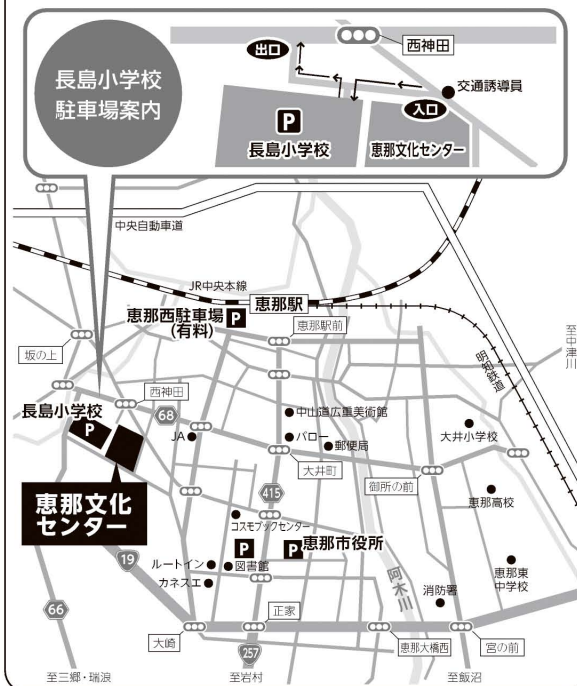 長島小学校
駐車場案内
出口
西神田
交通誘導員
入口
P
長島小学校
恵那文化センター
中央自動車道
JR中央本線
恵那駅
恵那西駐車場
(有料)
P
恵那駅前
至中津川
明知鉄道
坂の上
西神田
長島小学校
P
68
JA
中山道広重美術館
バロー
郵便局
大井小学校
大井町
御所の前
恵那文化
センター
415
恵那高校
コスモブックセンター
P
P
恵那市役所
19
ルートイン
図書館
カネスエ
阿木川
消防署
恵那東
中学校
66
正家
大崎
257
恵那大橋西
宮の前
至三郷・瑞浪
至岩村
至飯沼